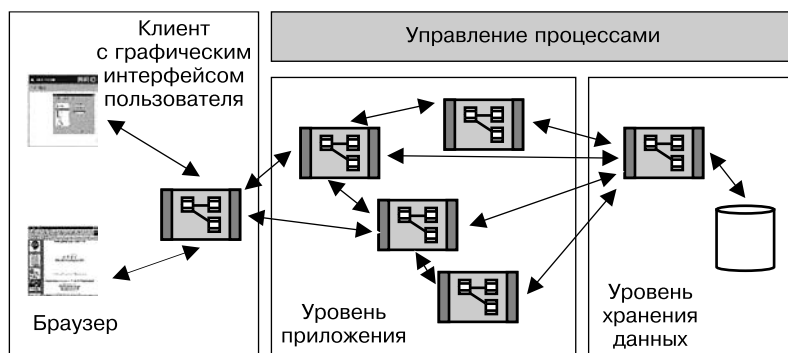 Клиент
с графическим
интерфейсом
пользователя
Управление процессами
Браузер
Уровень
приложения
Уровень
хранения
данных